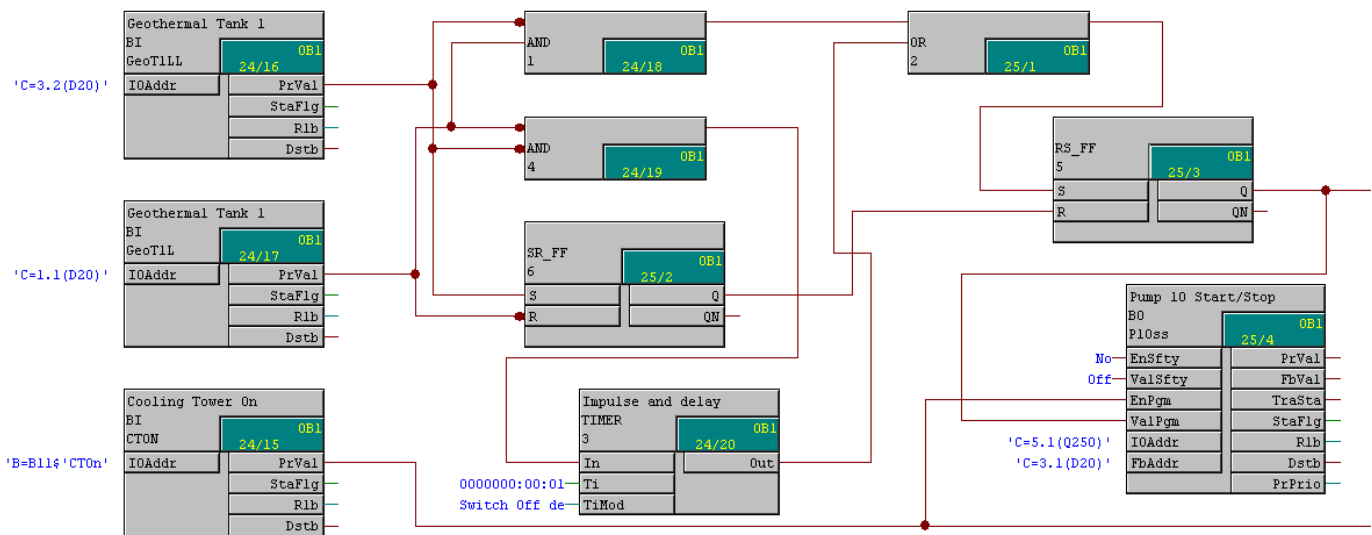 Geothermal Tank 1
BI
GeoT1LL
OB1
24/16
'C=3.2(D20)'
IOAddr
PrVal
StaFlg
Rlb
Dstb
Geothermal Tank 1
BI
GeoT1L
OB1
24/17
'C=1.1(D20)'
IOAddr
PrVal
StaFlg
Rlb
Dstb
Cooling Tower On
BI
CTON
OB1
24/15
'B=B11$'CTOn'
IOAddr
PrVal
StaFlg
Rlb
Dstb
AND
1
OB1
24/18
AND
4
OB1
24/19
SR_FF
6
OB1
25/2
S
Q
R
QN
Impulse and delay
TIMER
3
OB1
24/20
In
Out
0000000:00:01
Ti
Switch Off de
TiMod
OR
2
OB1
25/1
RS_FF
5
OB1
25/3
S
Q
R
QN
Pump 10 Start/Stop
BO
P10ss
OB1
25/4
No
EnSfty
PrVal
Off
ValSfty
FbVal
EnPgm
TraSta
ValPgm
StaFlg
'C=5.1(Q250)'
IOAddr
Rlb
'C=3.1(D20)'
FbAddr
Dstb
PrPrio